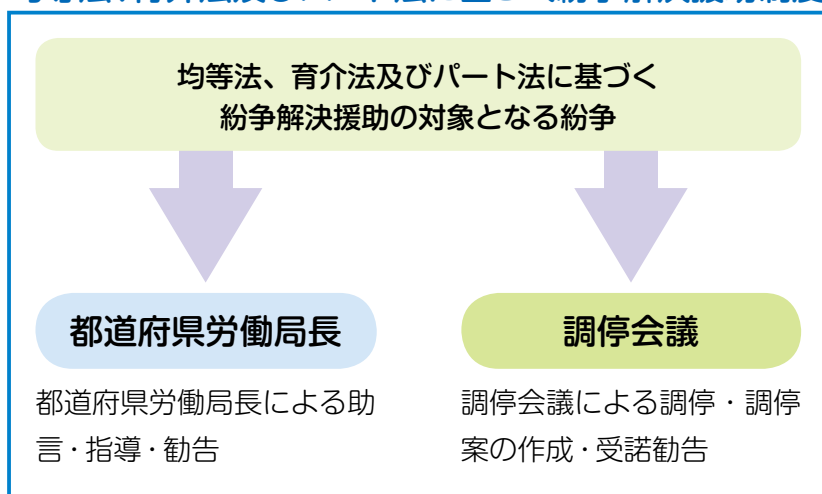 均等法、育介法及びパート法に基づく
紛争解決援助の対象となる紛争
都道府県労働局長
都道府県労働局長による助
言・指導・勧告
調停会議
調停会議による調停・調停
案の作成・受諾勧告